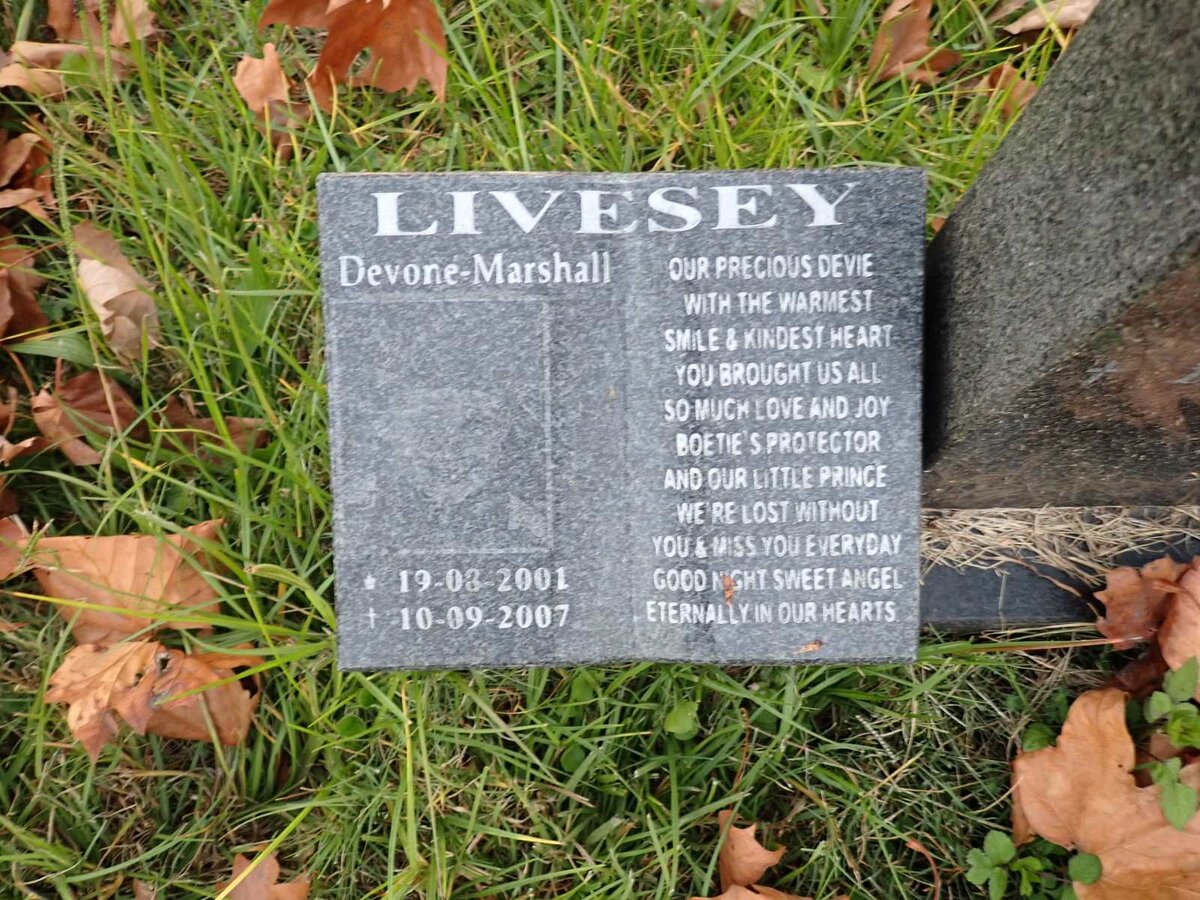 LIVESEY
Devone-Marshall
* 19-08-2001
† 10-09-2007
OUR PRECIOUS DEVIE
WITH THE WARMEST
SMILE & KINDEST HEART
YOU BROUGHT US ALL
SO MUCH LOVE AND JOY
BOETIE'S PROTECTOR
AND OUR LITTLE PRINCE
WE'RE LOST WITHOUT
YOU & MISS YOU EVERYDAY
GOOD NIGHT SWEET ANGEL
ETERNALLY IN OUR HEARTS